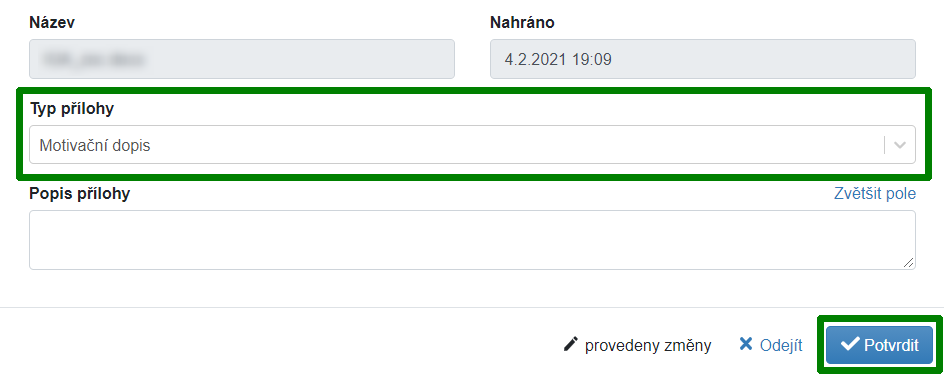 Název
Nahráno
4.2.2021 19:09
Typ přílohy
Motivační dopis
Popis přílohy
Zvětšit pole
provedeny změny
Odejít
Potvrdit